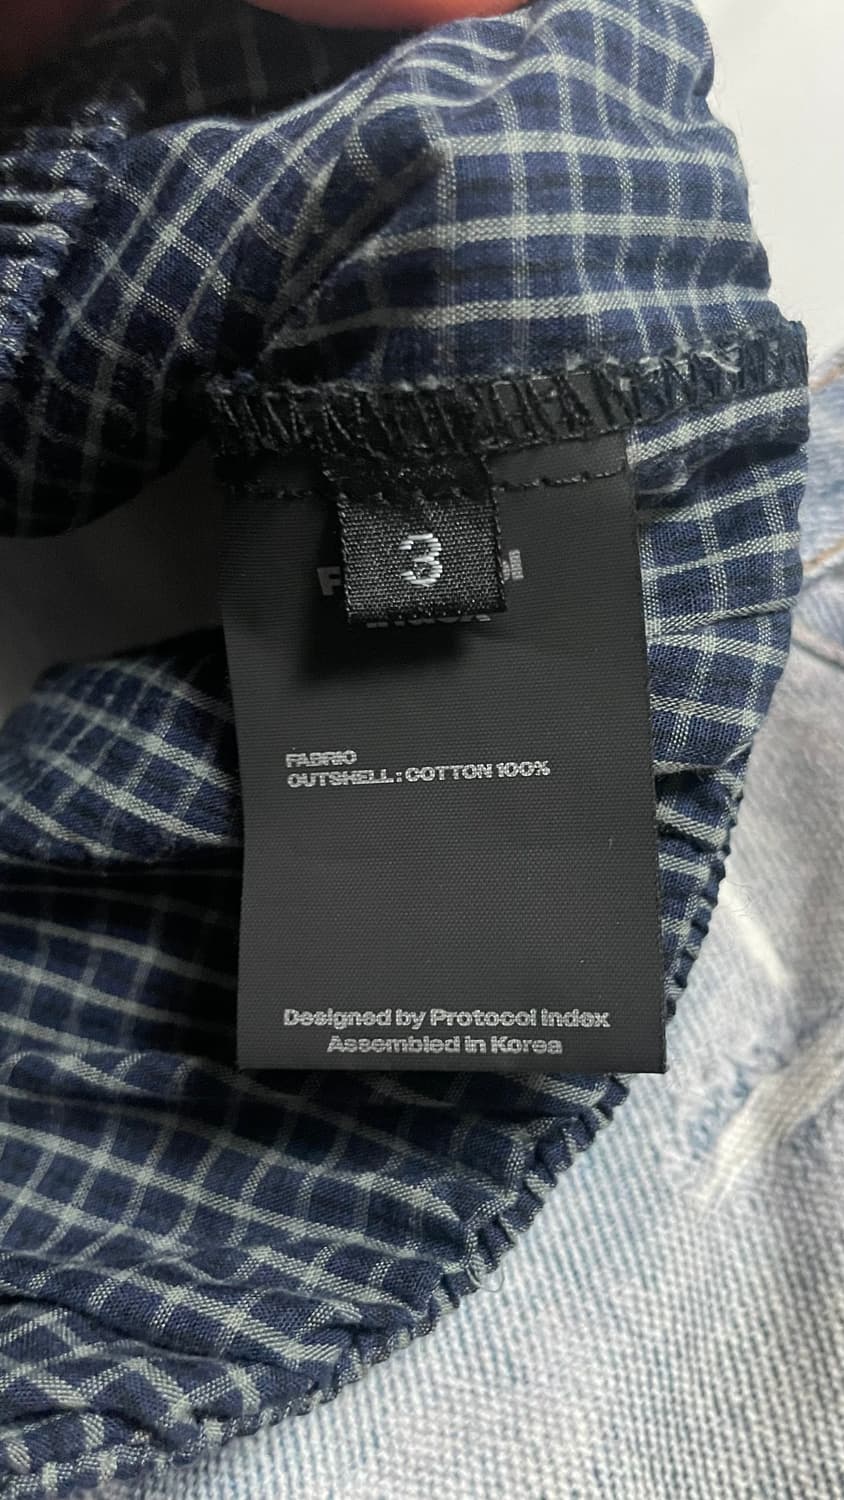 3
FABRIC
OUTSHELL : COTTON 100%
Designed by Protocol Index
Assembled in Korea